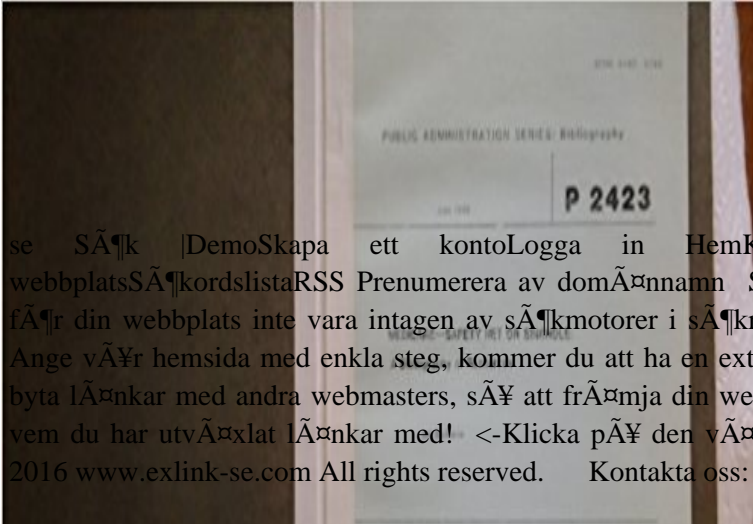 PUBLIC ADMINISTRATION SERIES: Bibliography
P 2423
se SÃ¶k |DemoSkapa ett kontoLogga in HemK
webbplatsSÃ¶kordslistaRSS Prenumerera av domÃ¤nnamn S
fÃ¶r din webbplats inte vara intagen av sÃ¶kmotorer i sÃ¶kr
Ange vÃ¥r hemsida med enkla steg, kommer du att ha en ext
byta lÃ¤nkar med andra webmasters, sÃ¥ att frÃ¤mja din we
vem du har utvÃ¤xlat lÃ¤nkar med! <-Klicka pÃ¥ den vÃ¤
2016 www.exlink-se.com All rights reserved. Kontakta oss: